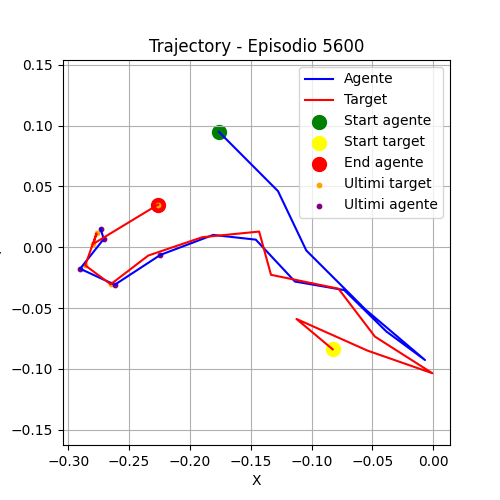 Trajectory - Episodio 5600
0.15
0.10
0.05
0.00
−0.05
−0.10
−0.15
Agente
Target
Start agente
Start target
End agente
Ultimi target
Ultimi agente
−0.30 −0.25 −0.20 −0.15 −0.10 −0.05 0.00
X